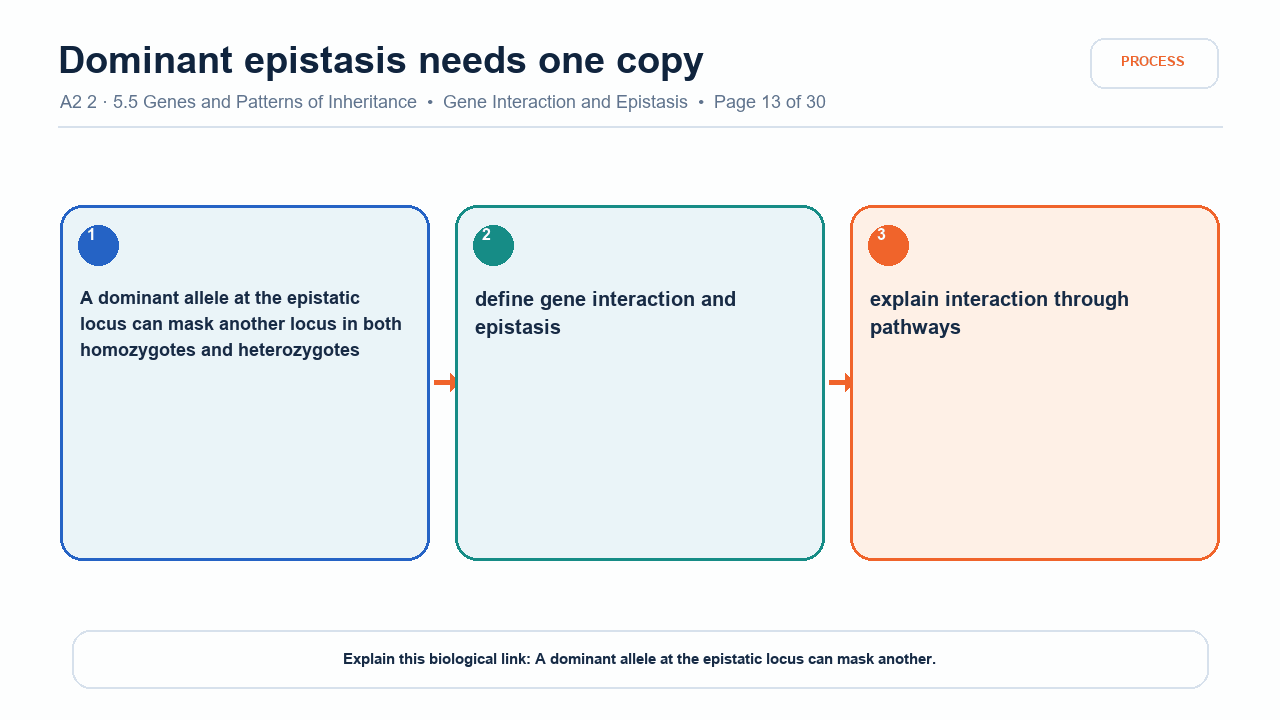 Dominant epistasis needs one copy
PROCESS
A2 2 · 5.5 Genes and Patterns of Inheritance • Gene Interaction and Epistasis • Page 13 of 30
1
A dominant allele at the epistatic
locus can mask another locus in both
homozygotes and heterozygotes
2
define gene interaction and
epistasis
3
explain interaction through
pathways
Explain this biological link: A dominant allele at the epistatic locus can mask another.